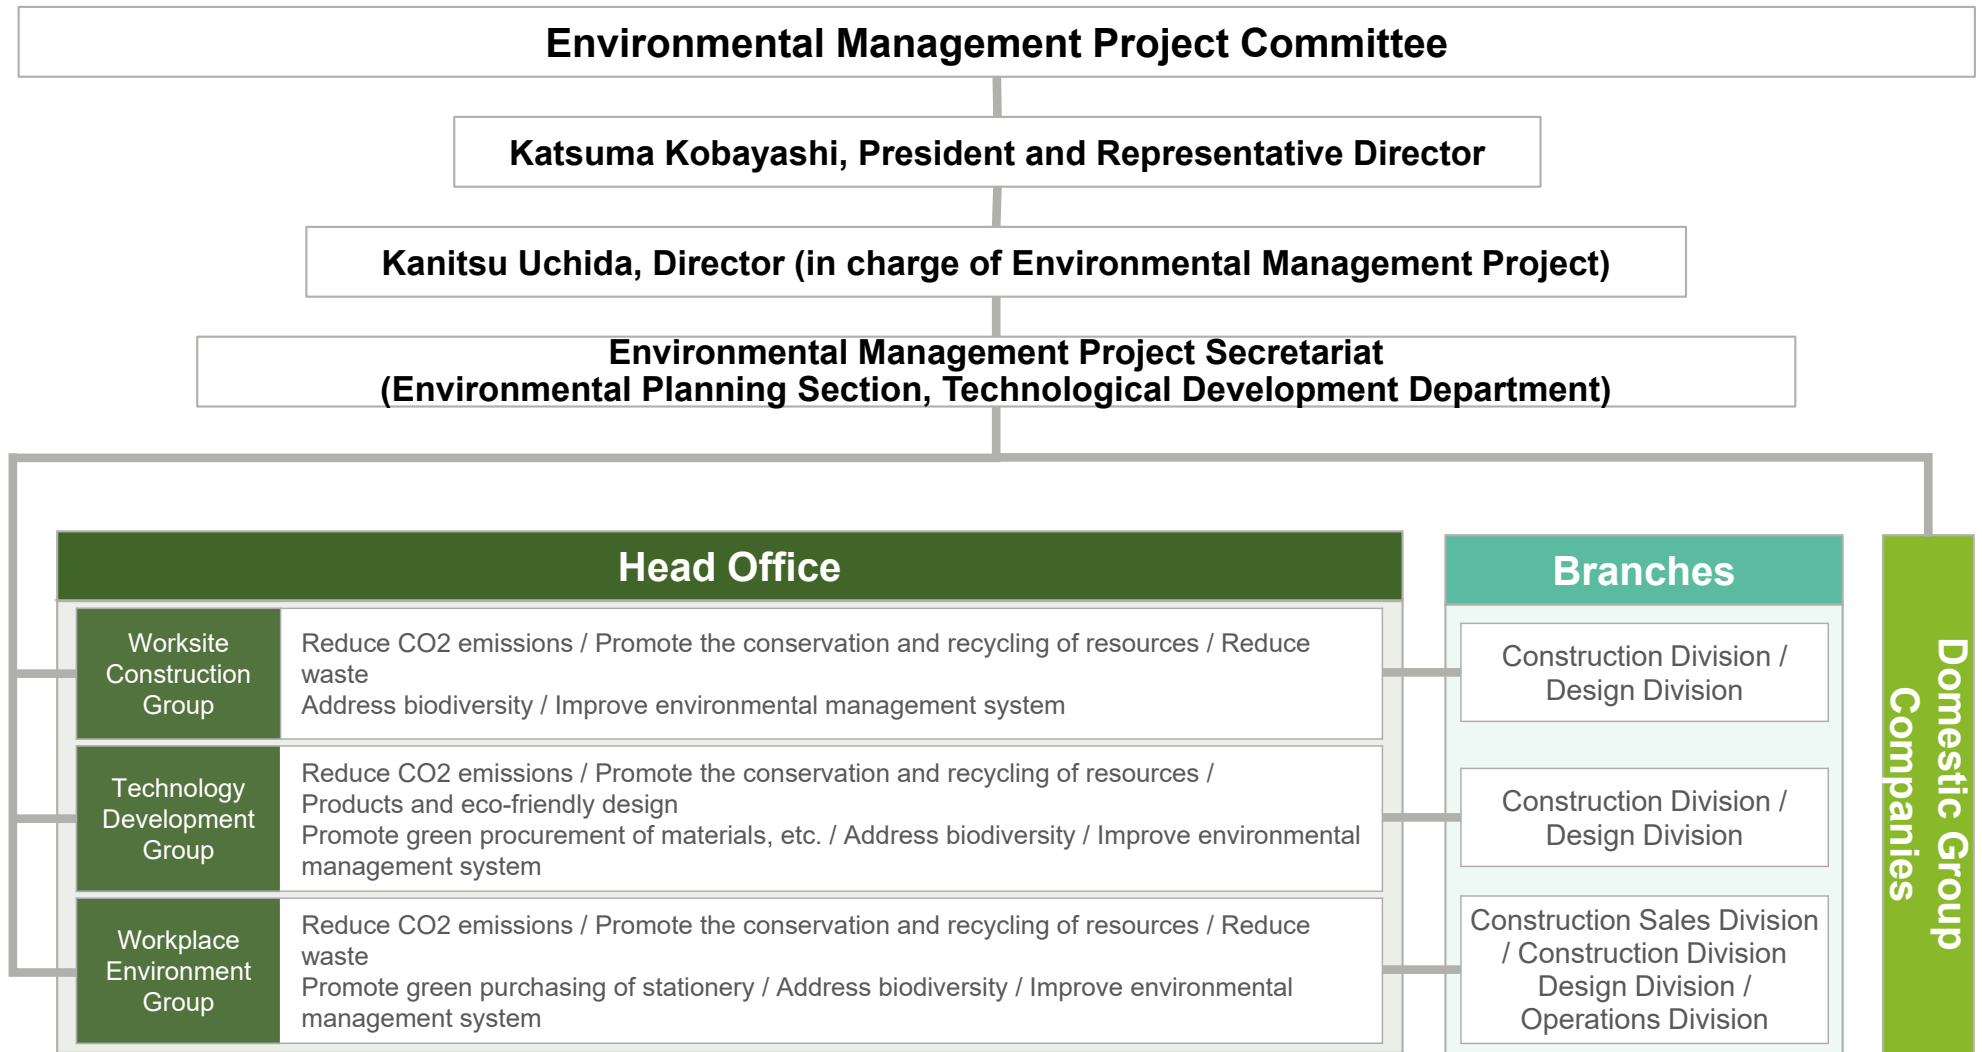 Environmental Management Project Committee
Katsuma Kobayashi, President and Representative Director
Kanitsu Uchida, Director (in charge of Environmental Management Project)
Environmental Management Project Secretariat
(Environmental Planning Section, Technological Development Department)
Head Office
Worksite
Construction
Group
Reduce CO2 emissions / Promote the conservation and recycling of resources / Reduce
waste
Address biodiversity / Improve environmental management system
Technology
Development
Group
Reduce CO2 emissions / Promote the conservation and recycling of resources /
Products and eco-friendly design
Promote green procurement of materials, etc. / Address biodiversity / Improve environmental
management system
Workplace
Environment
Group
Reduce CO2 emissions / Promote the conservation and recycling of resources / Reduce
waste
Promote green purchasing of stationery / Address biodiversity / Improve environmental
management system
Branches
Construction Division /
Design Division
Construction Division /
Design Division
Construction Sales Division
/ Construction Division
Design Division /
Operations Division
Domestic Group
Companies